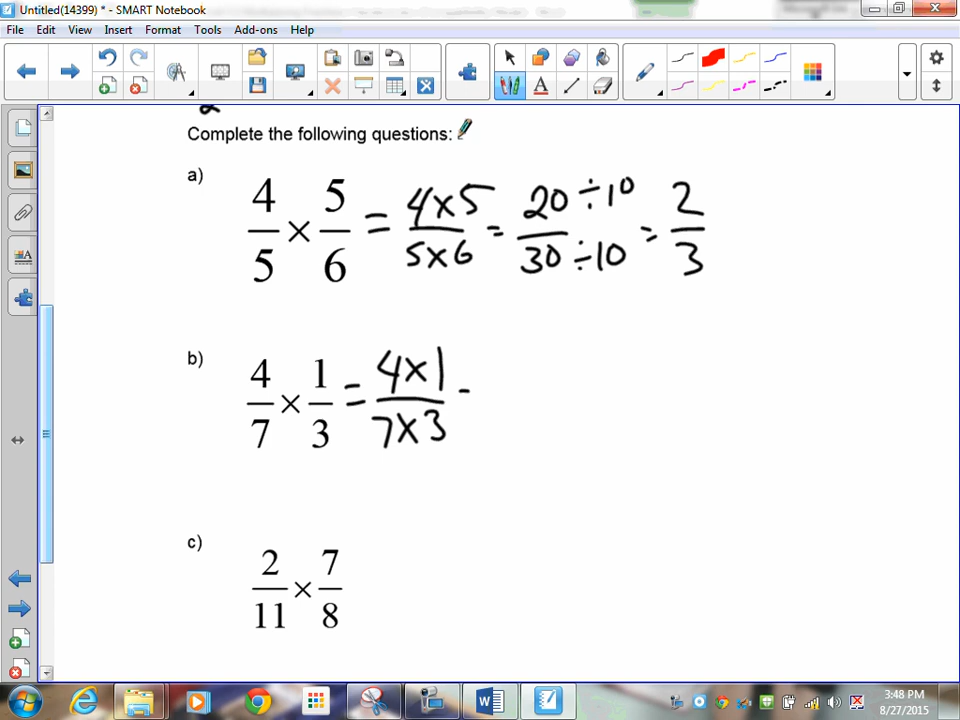 Untitled(14399) * - SMART Notebook
File Edit View Insert Format Tools Add-ons Help
Complete the following questions:
a)
4/5 × 5/6 = 4×5/5×6 = 20÷10/30÷10 = 2/3
b)
4/7 × 1/3 = 4×1/7×3 -
c)
2/11 × 7/8
3:48 PM
8/27/2015